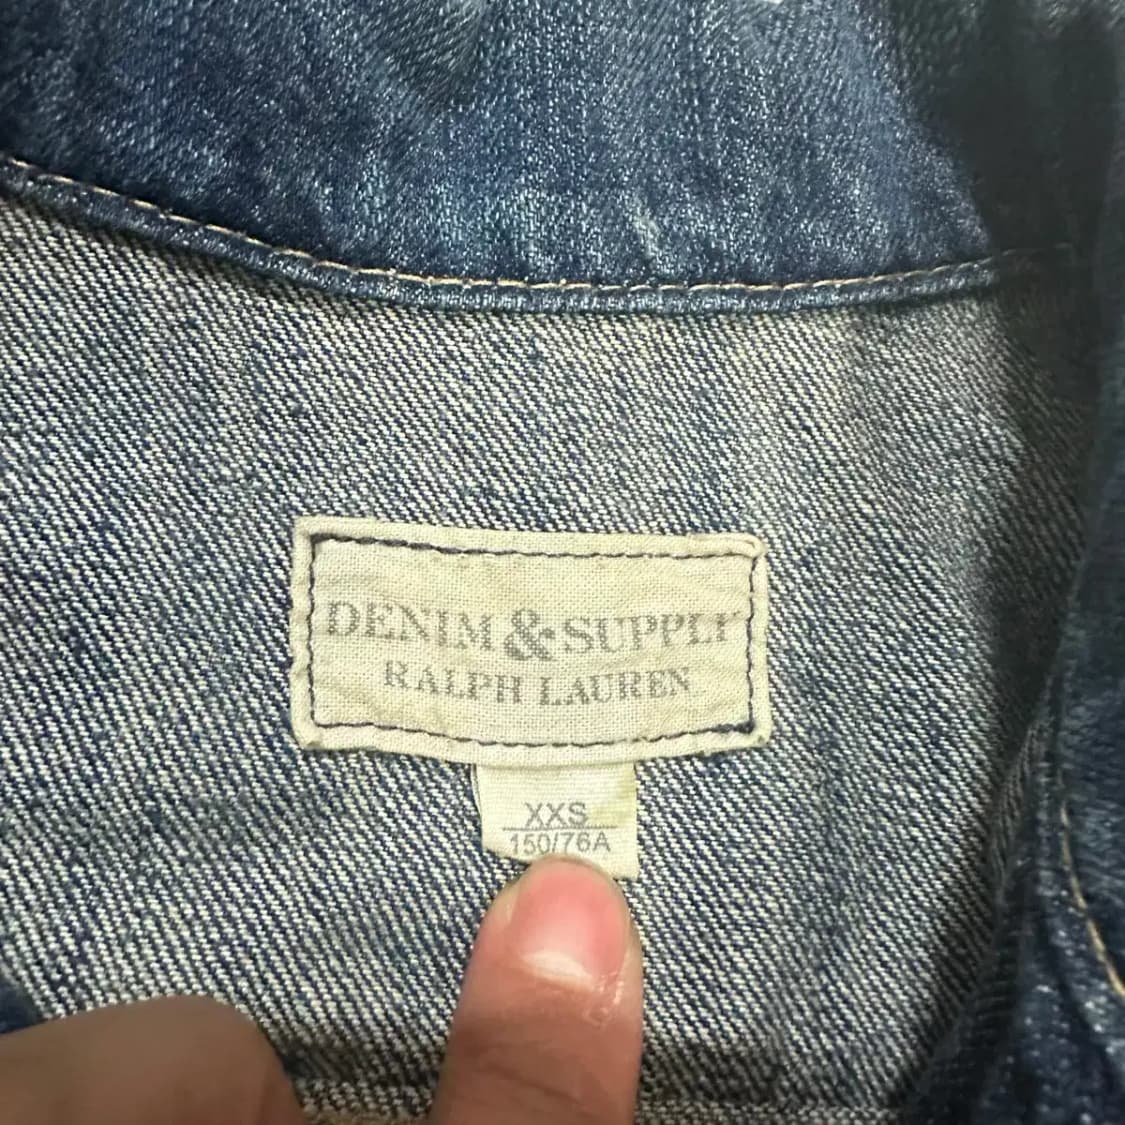 DENIM & SUPPLY
RALPH LAUREN
XXS
150/76A